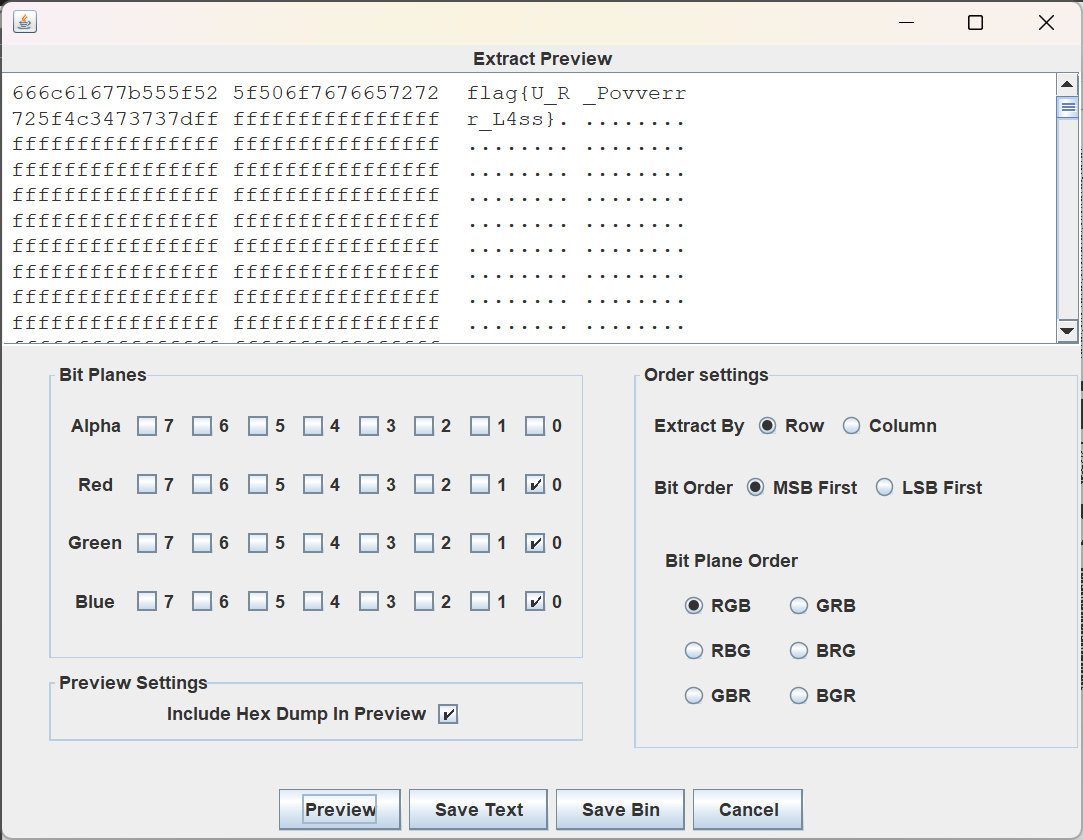 Extract Preview
666c61677b555f52 5f506f7676657272 flag{U_R _Povverr
725f4c3473737dff ffffffffffffffff r_L4ss}. ........
ffffffffffffffff ffffffffffffffff ........ ........
ffffffffffffffff ffffffffffffffff ........ ........
ffffffffffffffff ffffffffffffffff ........ ........
ffffffffffffffff ffffffffffffffff ........ ........
ffffffffffffffff ffffffffffffffff ........ ........
ffffffffffffffff ffffffffffffffff ........ ........
ffffffffffffffff ffffffffffffffff ........ ........
ffffffffffffffff ffffffffffffffff ........ ........
Bit Planes
Alpha 7 6 5 4 3 2 1 0
Red 7 6 5 4 3 2 1 0
Green 7 6 5 4 3 2 1 0
Blue 7 6 5 4 3 2 1 0
Preview Settings
Include Hex Dump In Preview
Order settings
Extract By Row Column
Bit Order MSB First LSB First
Bit Plane Order
RGB GRB
RBG BRG
GBR BGR
Preview Save Text Save Bin Cancel